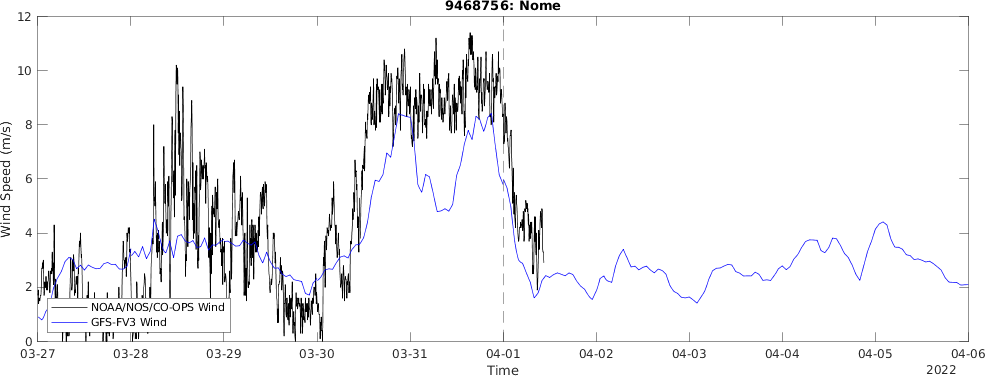 9468756: Nome
12
10
8
6
4
2
0
Wind Speed (m/s)
NOAA/NOS/CO-OPS Wind
GFS-FV3 Wind
03-27 03-28 03-29 03-30 03-31 04-01 04-02 04-03 04-04 04-05 04-06
Time
2022